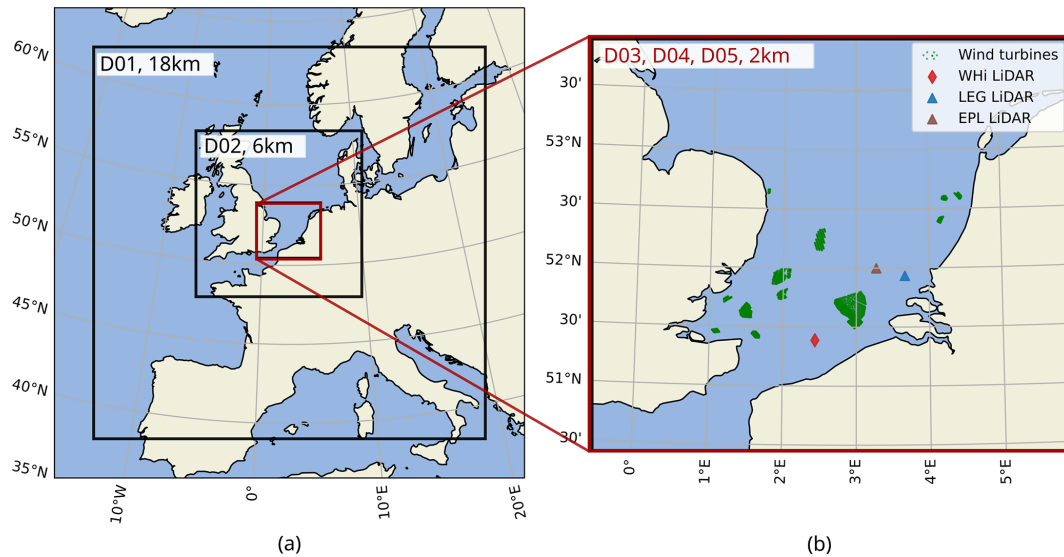 60°N
55°N
50°N
45°N
40°N
35°N
10°W
0°
10°E
20°E
D01, 18km
D02, 6km
(a)
D03, D04, D05, 2km
Wind turbines
WHi LiDAR
LEG LiDAR
EPL LiDAR
30'
53°N
30'
52°N
30'
51°N
30'
0°
1°E
2°E
3°E
4°E
5°E
(b)